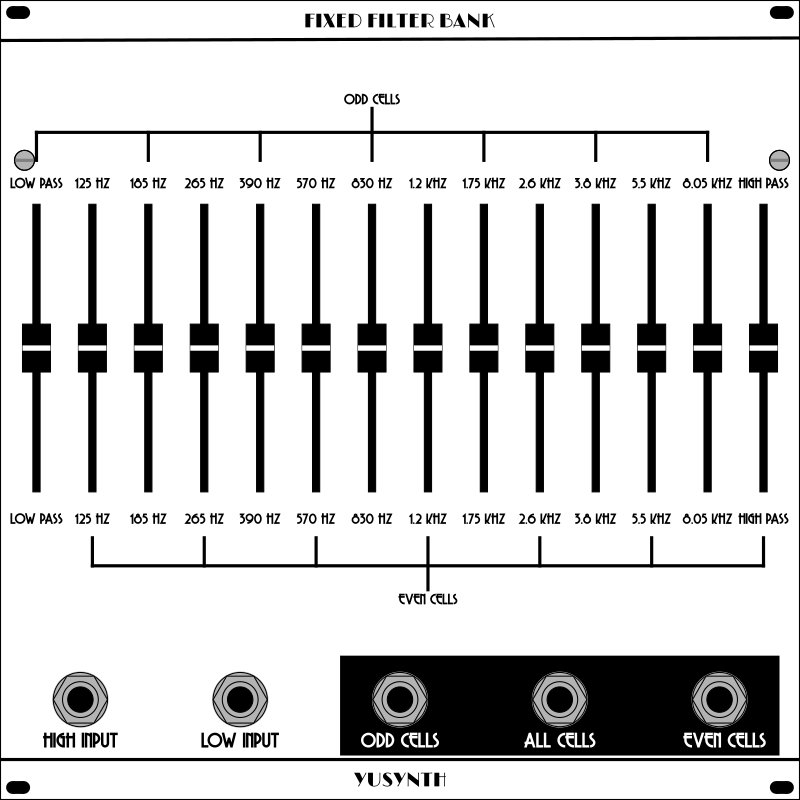 FIXED FILTER BANK
ODD CELLS
LOW PASS 125 HZ 185 HZ 265 HZ 390 HZ 570 HZ 830 HZ 1.2 KHZ 1.75 KHZ 2.6 KHZ 3.8 KHZ 5.5 KHZ 8.05 KHZ HIGH PASS
LOW PASS 125 HZ 185 HZ 265 HZ 390 HZ 570 HZ 830 HZ 1.2 KHZ 1.75 KHZ 2.6 KHZ 3.8 KHZ 5.5 KHZ 8.05 KHZ HIGH PASS
EVEN CELLS
HIGH INPUT LOW INPUT ODD CELLS ALL CELLS EVEN CELLS
YUSYNTH